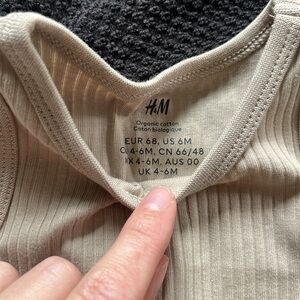 H&M
Organic cotton
Coton biologique
EUR 68, US 6M
4-6M, CN 66/48
4-6M, AUS 00
UK 4-6M